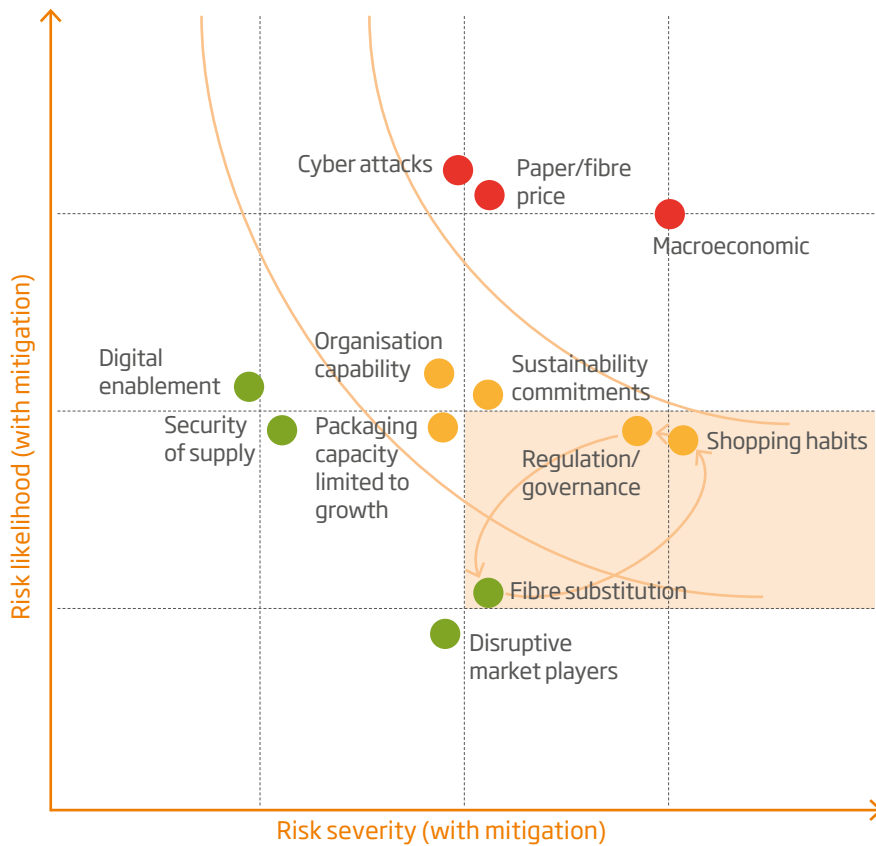 Cyber attacks
Paper/fibre
price
Macroeconomic
Organisation
capability
Sustainability
commitments
Digital
enablement
Security
of supply
Packaging
capacity
limited to
growth
Regulation/
governance
Shopping habits
Fibre substitution
Disruptive
market players
Risk likelihood (with mitigation)
Risk severity (with mitigation)